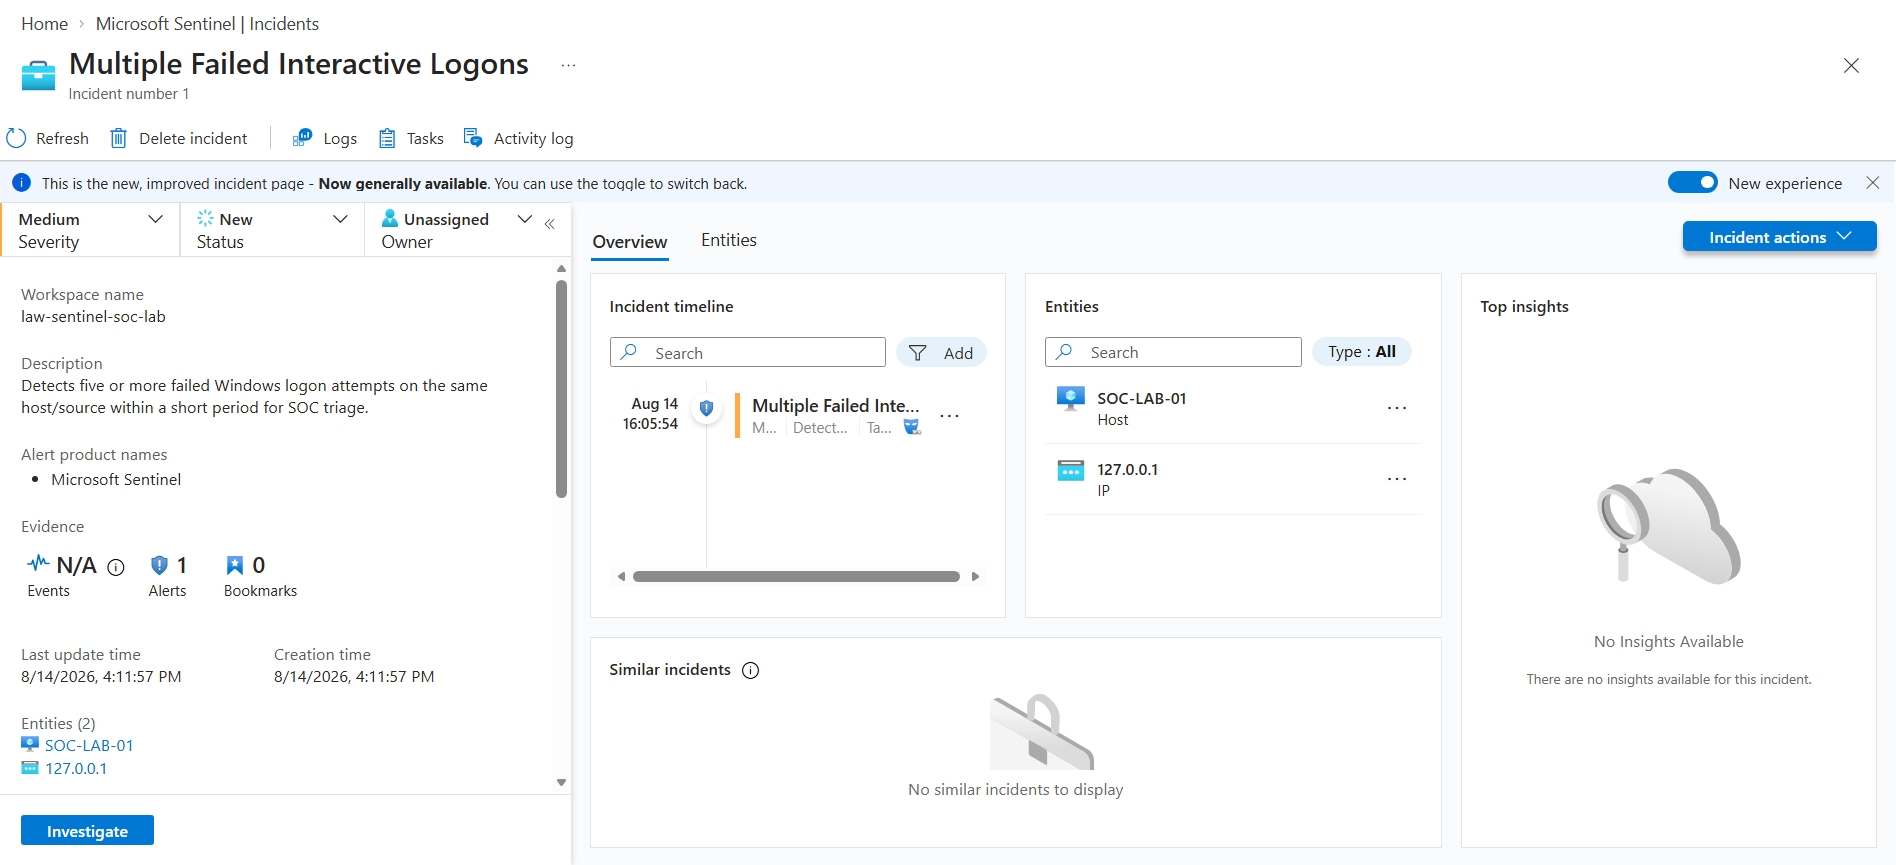 Home > Microsoft Sentinel | Incidents
Multiple Failed Interactive Logons ...
Incident number 1
Refresh Delete incident Logs Tasks Activity log
This is the new, improved incident page - Now generally available. You can use the toggle to switch back.
New experience
Medium
Severity
New
Status
Unassigned
Owner
Workspace name
law-sentinel-soc-lab
Description
Detects five or more failed Windows logon attempts on the same
host/source within a short period for SOC triage.
Alert product names
• Microsoft Sentinel
Evidence
N/A
Events
1
Alerts
0
Bookmarks
Last update time
8/14/2026, 4:11:57 PM
Creation time
8/14/2026, 4:11:57 PM
Entities (2)
SOC-LAB-01
127.0.0.1
Investigate
Overview Entities
Incident actions
Incident timeline
Search
Add
Aug 14
16:05:54
Multiple Failed Inte...
M... Detect... Ta...
Entities
Search
Type : All
SOC-LAB-01
Host
127.0.0.1
IP
Similar incidents
No similar incidents to display
Top insights
No Insights Available
There are no insights available for this incident.